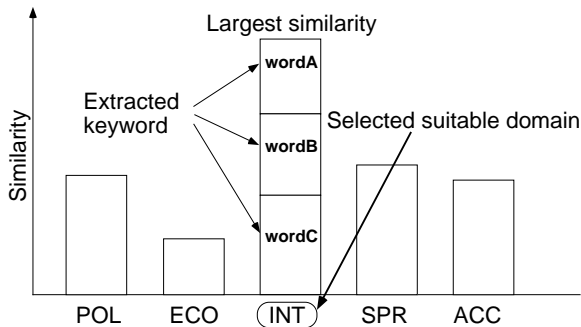 Largest similarity
wordA
Extracted
keyword
Selected suitable domain
wordB
Similarity
wordC
POL ECO INT SPR ACC